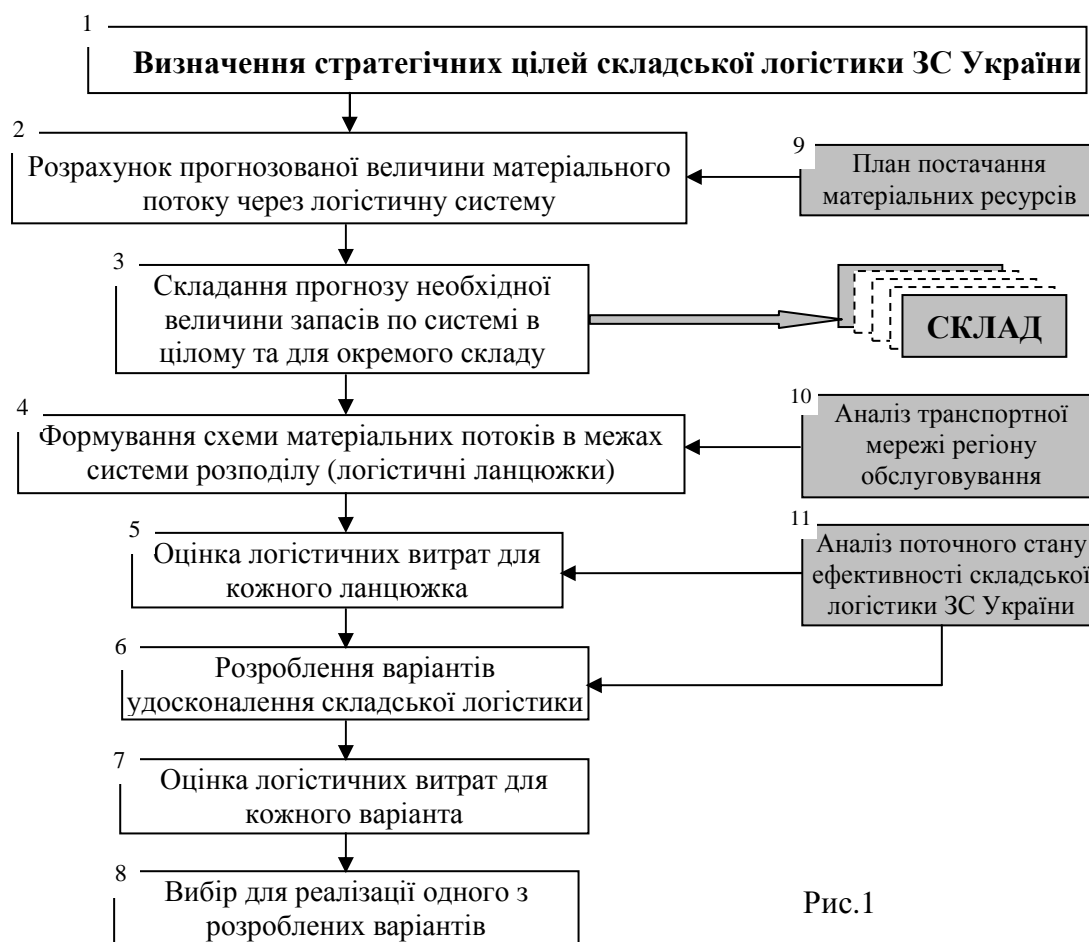 1
Визначення стратегічних цілей складської логістики ЗС України
2
Розрахунок прогнозованої величини матеріального
потоку через логістичну систему
9
План постачання
матеріальних ресурсів
3
Складання прогнозу необхідної
величини запасів по системі в
цілому та для окремого складу
СКЛАД
4
Формування схеми матеріальних потоків в межах
системи розподілу (логістичні ланцюжки)
10
Аналіз транспортної
мережі регіону
обслуговування
5
Оцінка логістичних витрат для
кожного ланцюжка
11
Аналіз поточного стану
ефективності складської
логістики ЗС України
6
Розроблення варіантів
удосконалення складської логістики
7
Оцінка логістичних витрат для
кожного варіанта
8
Вибір для реалізації одного з
розроблених варіантів
Рис.1